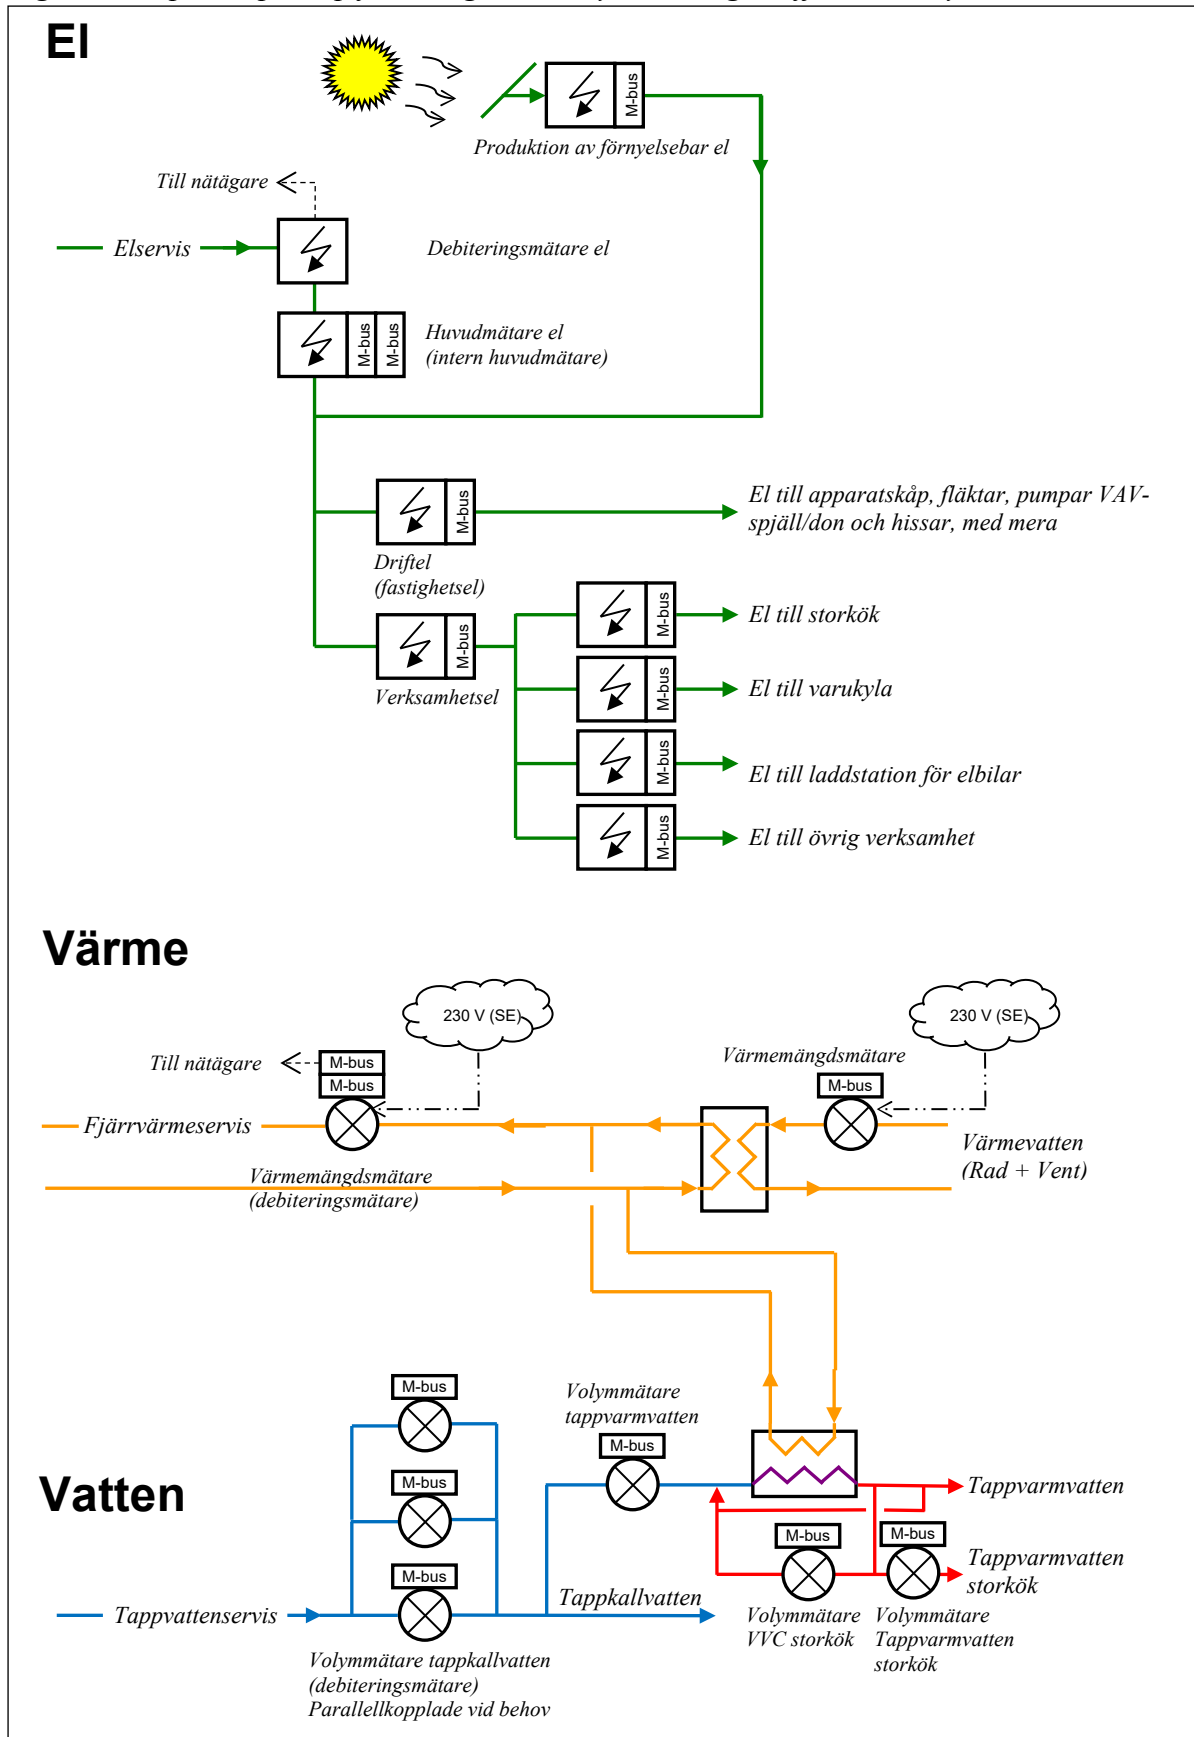 El
M-bus
Produktion av förnyelsebar el
Till nätägare
Elservis
Debiteringsmätare el
M-bus
M-bus
Huvudmätare el
(intern huvudmätare)
M-bus
El till apparatskåp, fläktar, pumpar VAV-
spjäll/don och hissar, med mera
Driftel
(fastighetsel)
M-bus
El till storkök
M-bus
Verksamhetsel
M-bus
El till varukyla
M-bus
El till laddstation för elbilar
M-bus
El till övrig verksamhet
Värme
230 V (SE)
230 V (SE)
Till nätägare
M-bus
M-bus
Värmemängdsmätare
M-bus
Fjärrvärmeservis
Värmevatten
(Rad + Vent)
Värmemängdsmätare
(debiteringsmätare)
M-bus
Volymmätare
tappvarmvatten
M-bus
Vatten
M-bus
Tappvarmvatten
M-bus
M-bus
M-bus
Tappvarmvatten
storkök
Tappvattenservis
Tappkallvatten
Volymmätare
VVC storkök
Volymmätare
Tappvarmvatten
storkök
Volymmätare tappkallvatten
(debiteringsmätare)
Parallellkopplade vid behov